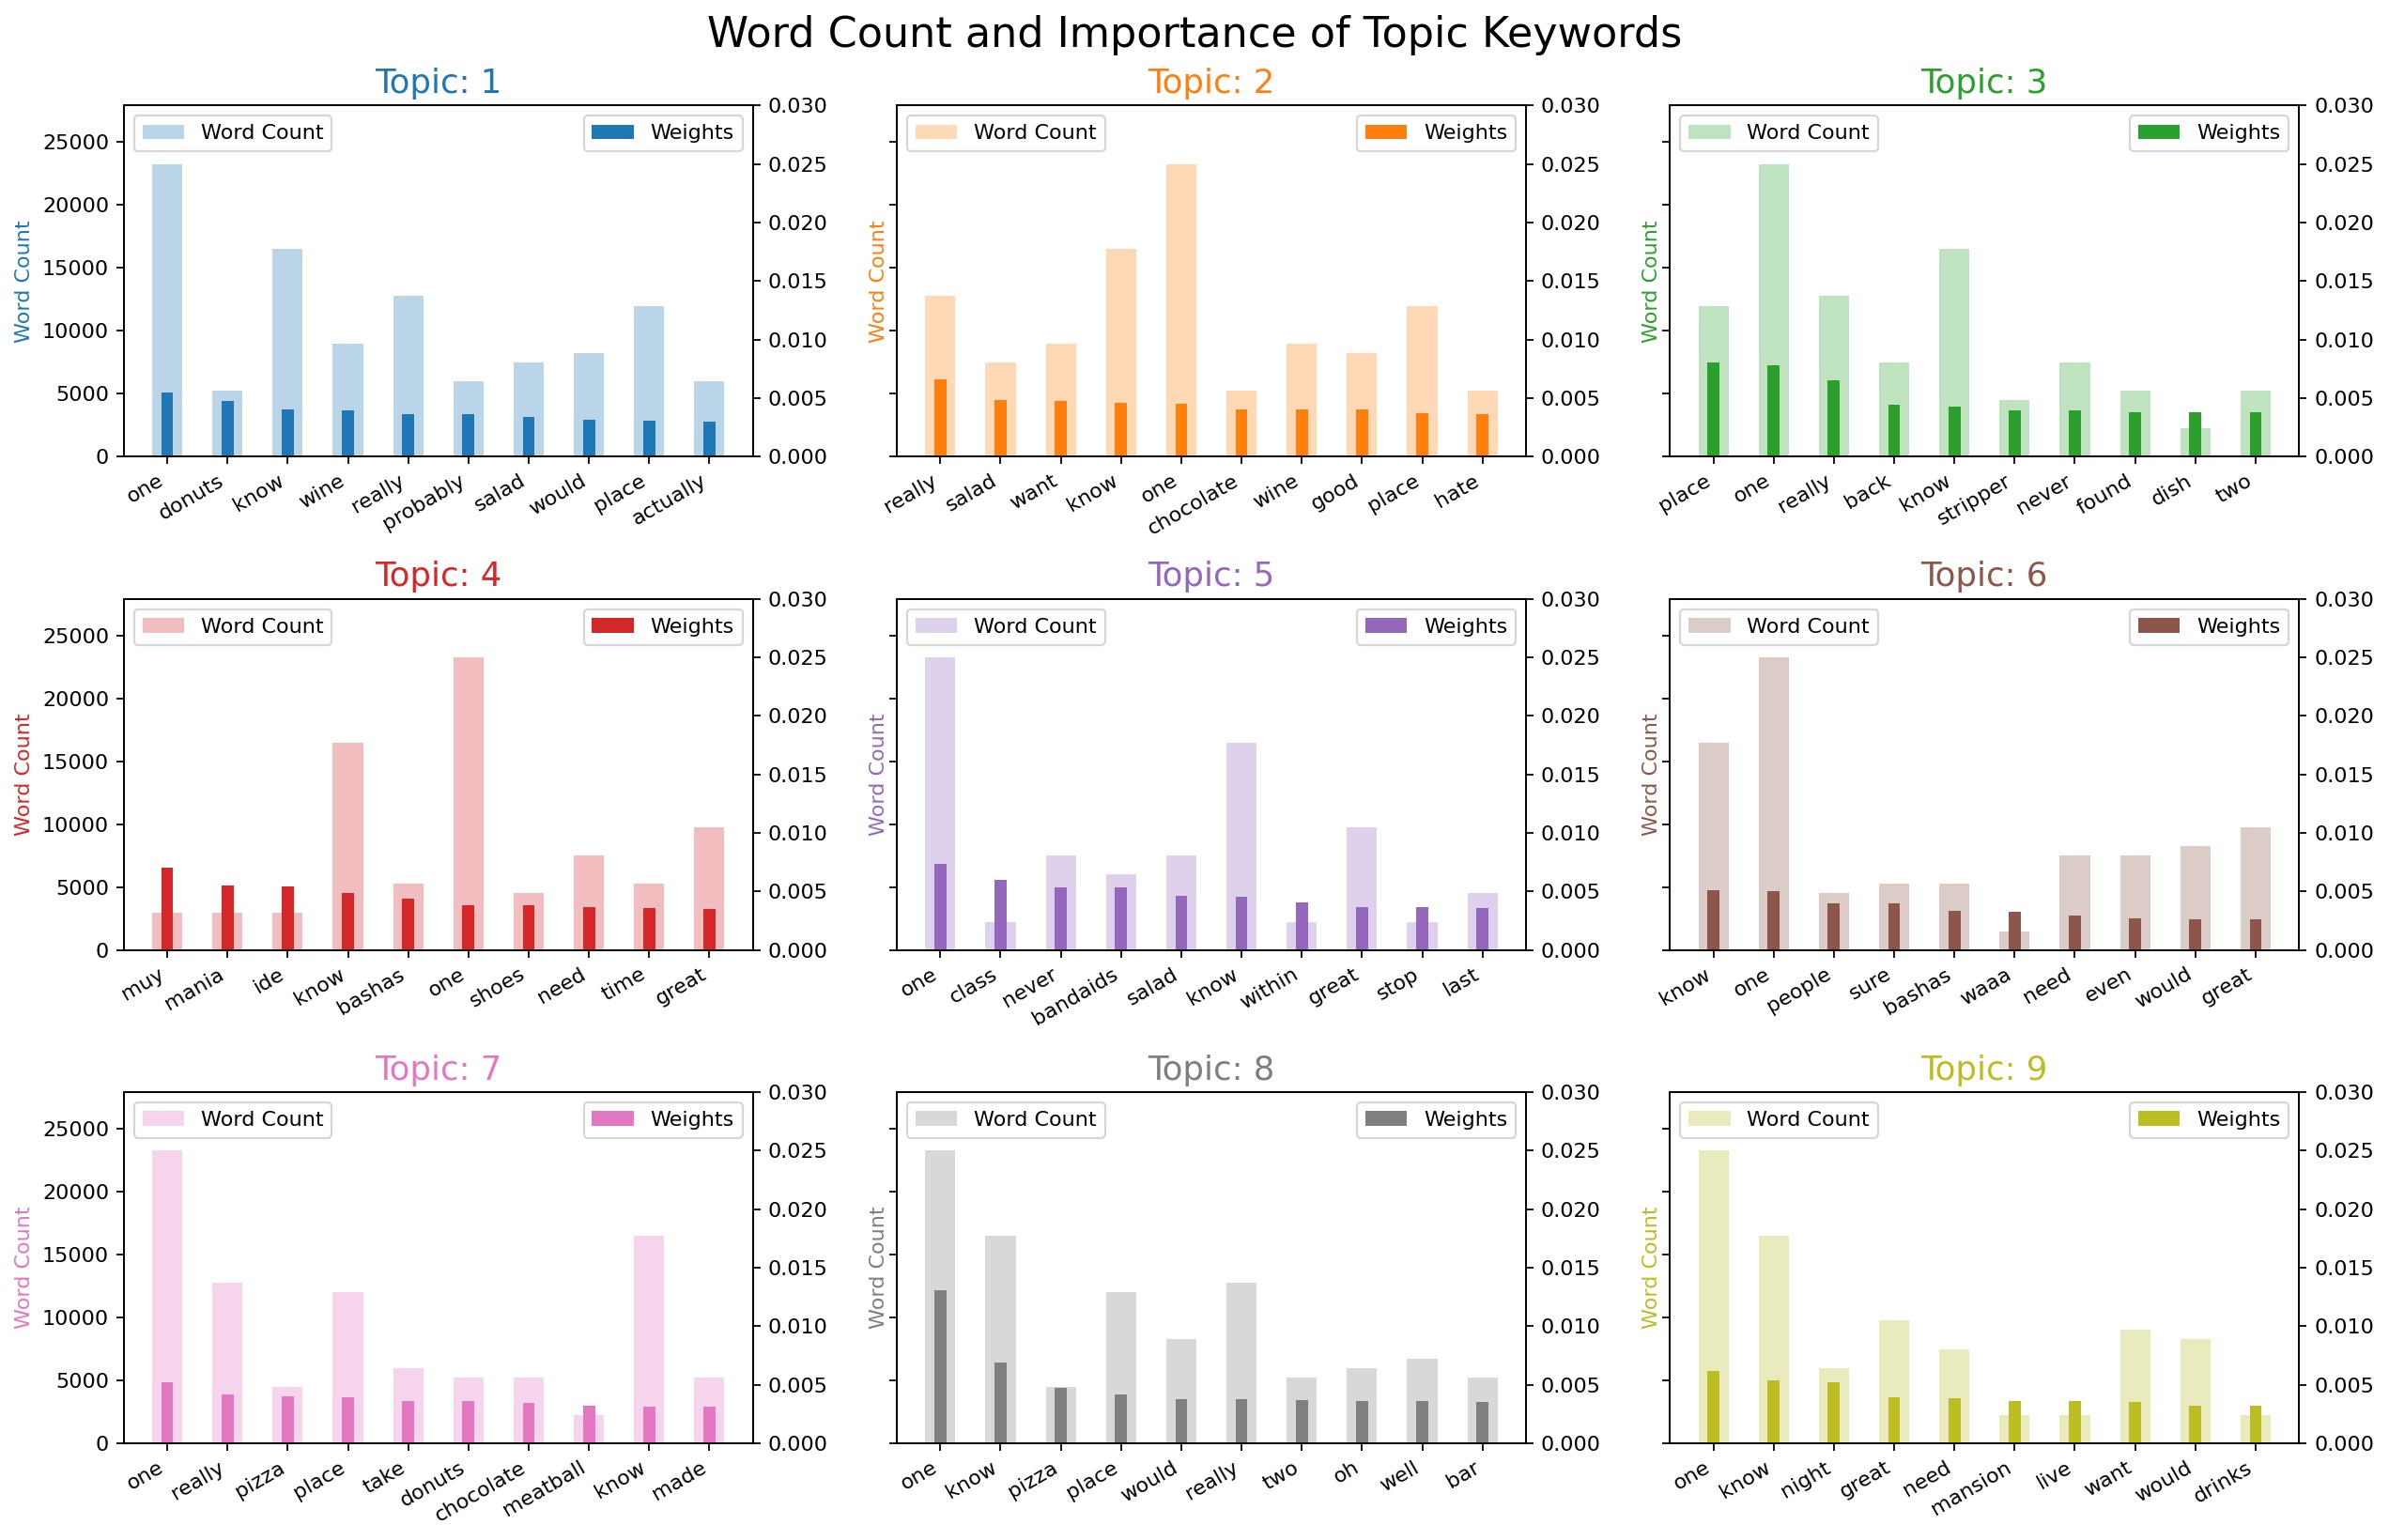 Word Count and Importance of Topic Keywords
Topic: 1
Word Count
Weights
Word Count
25000
20000
15000
10000
5000
0
0.030
0.025
0.020
0.015
0.010
0.005
0.000
one donuts know wine really probably salad would place actually
Topic: 2
Word Count
Weights
Word Count
0.030
0.025
0.020
0.015
0.010
0.005
0.000
really salad want know one chocolate wine good place hate
Topic: 3
Word Count
Weights
Word Count
0.030
0.025
0.020
0.015
0.010
0.005
0.000
place one really back know stripper never found dish two
Topic: 4
Word Count
Weights
Word Count
25000
20000
15000
10000
5000
0
0.030
0.025
0.020
0.015
0.010
0.005
0.000
muy mania ide know bashas one shoes need time great
Topic: 5
Word Count
Weights
Word Count
0.030
0.025
0.020
0.015
0.010
0.005
0.000
one class never bandaids salad know within great stop last
Topic: 6
Word Count
Weights
Word Count
0.030
0.025
0.020
0.015
0.010
0.005
0.000
know one people sure bashas waaa need even would great
Topic: 7
Word Count
Weights
Word Count
25000
20000
15000
10000
5000
0
0.030
0.025
0.020
0.015
0.010
0.005
0.000
one really pizza place take donuts chocolate meatball know made
Topic: 8
Word Count
Weights
Word Count
0.030
0.025
0.020
0.015
0.010
0.005
0.000
one know pizza place would really two oh well bar
Topic: 9
Word Count
Weights
Word Count
0.030
0.025
0.020
0.015
0.010
0.005
0.000
one know night great need mansion live want would drinks